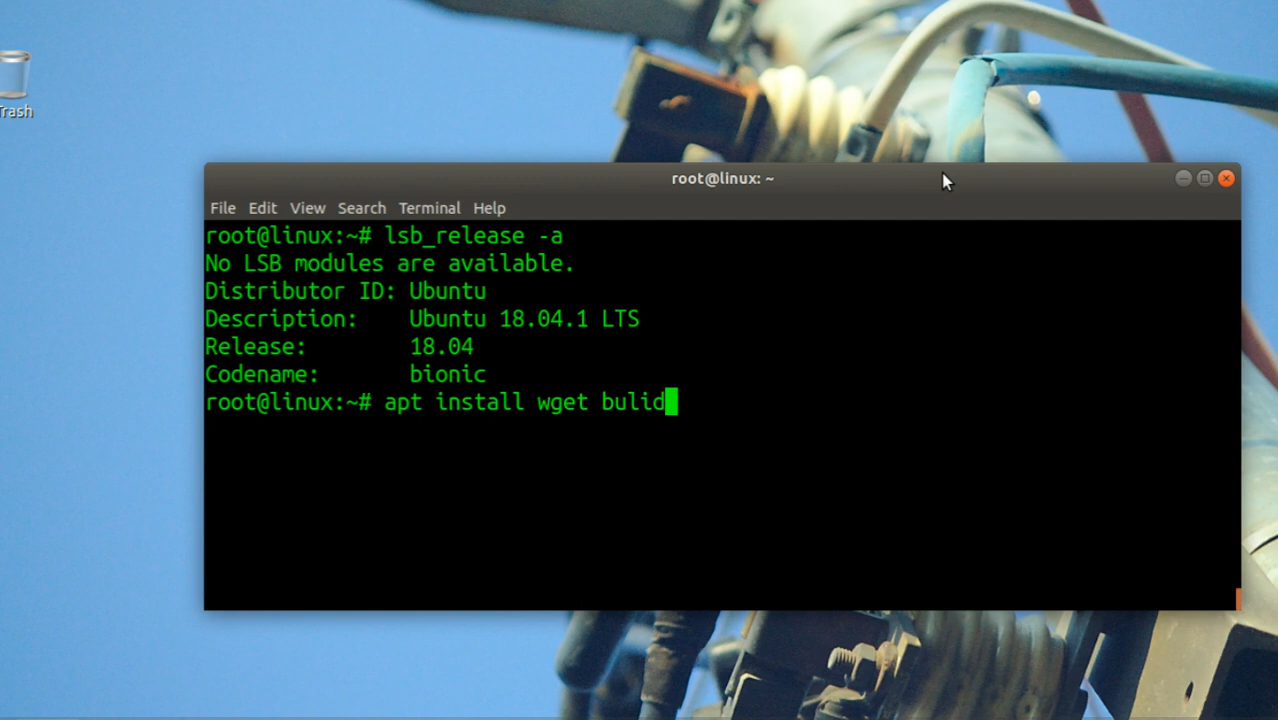 Trash
root@linux: ~
File Edit View Search Terminal Help
root@linux:~# lsb_release -a
No LSB modules are available.
Distributor ID: Ubuntu
Description: Ubuntu 18.04.1 LTS
Release: 18.04
Codename: bionic
root@linux:~# apt install wget bulid